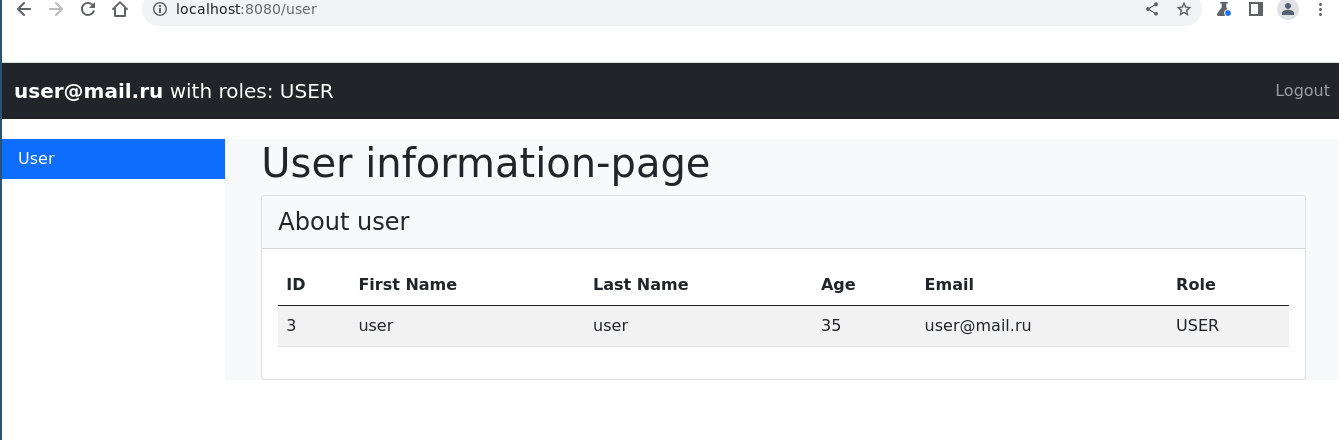 localhost:8080/user
user@mail.ru with roles: USER Logout
User
User information-page
About user
ID First Name Last Name Age Email Role
3 user user 35 user@mail.ru USER